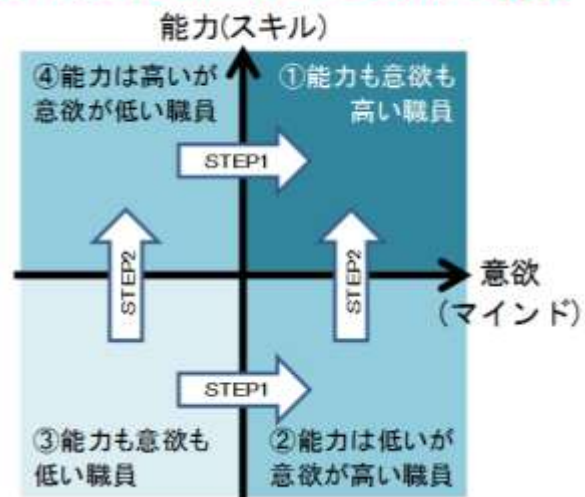 能力(スキル)
④能力は高いが
意欲が低い職員
①能力も意欲も
高い職員
STEP1
STEP2
STEP2
意欲
(マインド)
STEP1
③能力も意欲も
低い職員
②能力は低いが
意欲が高い職員